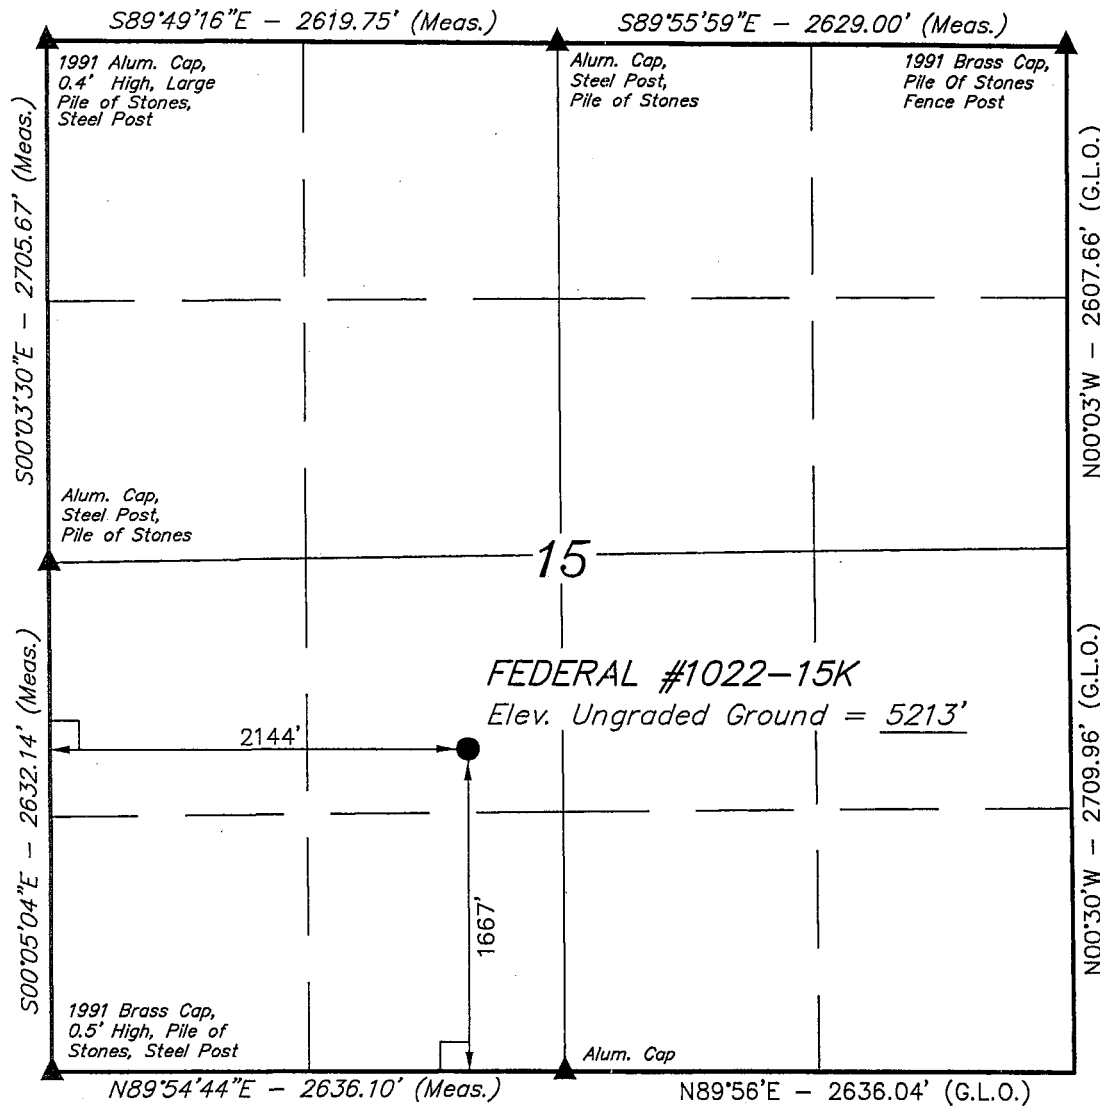 S89°49'16"E - 2619.75' (Meas.)
S89°55'59"E - 2629.00' (Meas.)
1991 Alum. Cap,
0.4' High, Large
Pile of Stones,
Steel Post
Alum. Cap,
Steel Post,
Pile of Stones
1991 Brass Cap,
Pile Of Stones
Fence Post
S00°03'30"E - 2705.67' (Meas.)
N00°03'W - 2607.66' (G.L.O.)
Alum. Cap,
Steel Post,
Pile of Stones
15
FEDERAL #1022-15K
Elev. Ungraded Ground = 5213'
2144'
1667'
S00°05'04"E - 2632.14' (Meas.)
N00°30'W - 2709.96' (G.L.O.)
1991 Brass Cap,
0.5' High, Pile of
Stones, Steel Post
Alum. Cap
N89°54'44"E - 2636.10' (Meas.)
N89°56'E - 2636.04' (G.L.O.)